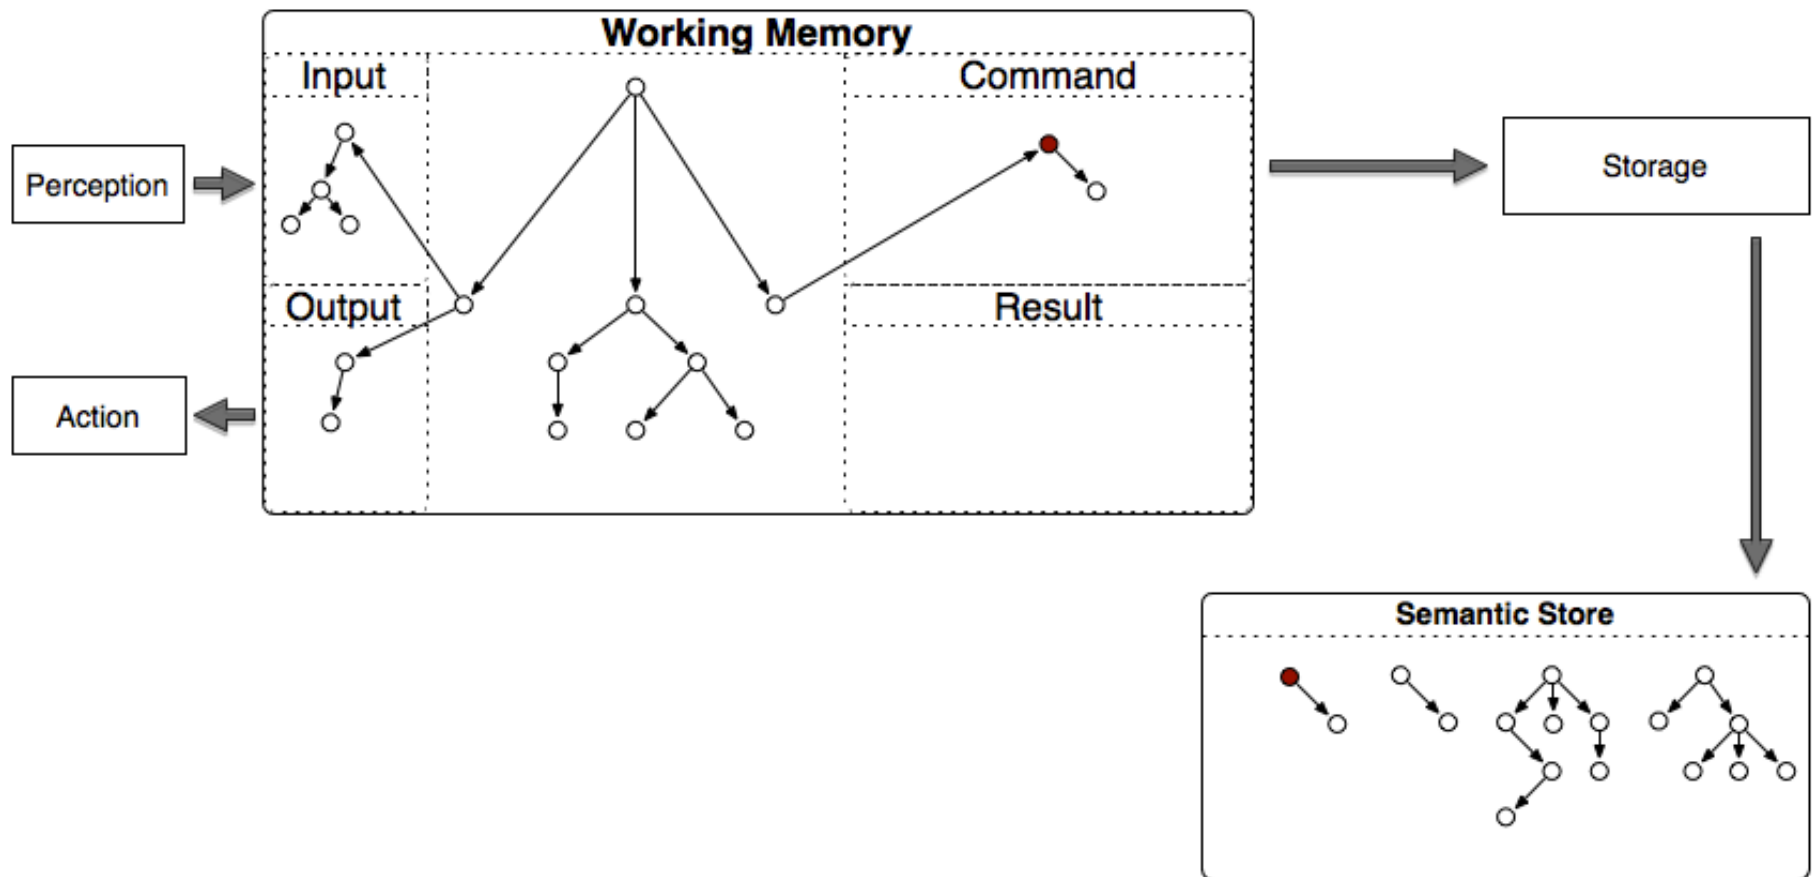 Working Memory
Input
Command
Perception
Storage
Output
Result
Action
Semantic Store